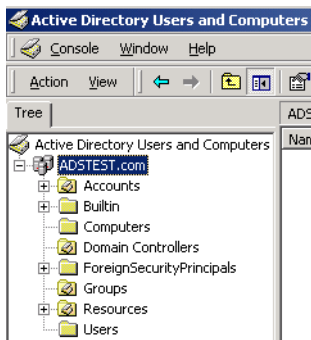 Active Directory Users and Computers
Console Window Help
Action View
Tree
ADS
Active Directory Users and Computers
Nam
ADSTEST.com
Accounts
Builtin
Computers
Domain Controllers
ForeignSecurityPrincipals
Groups
Resources
Users